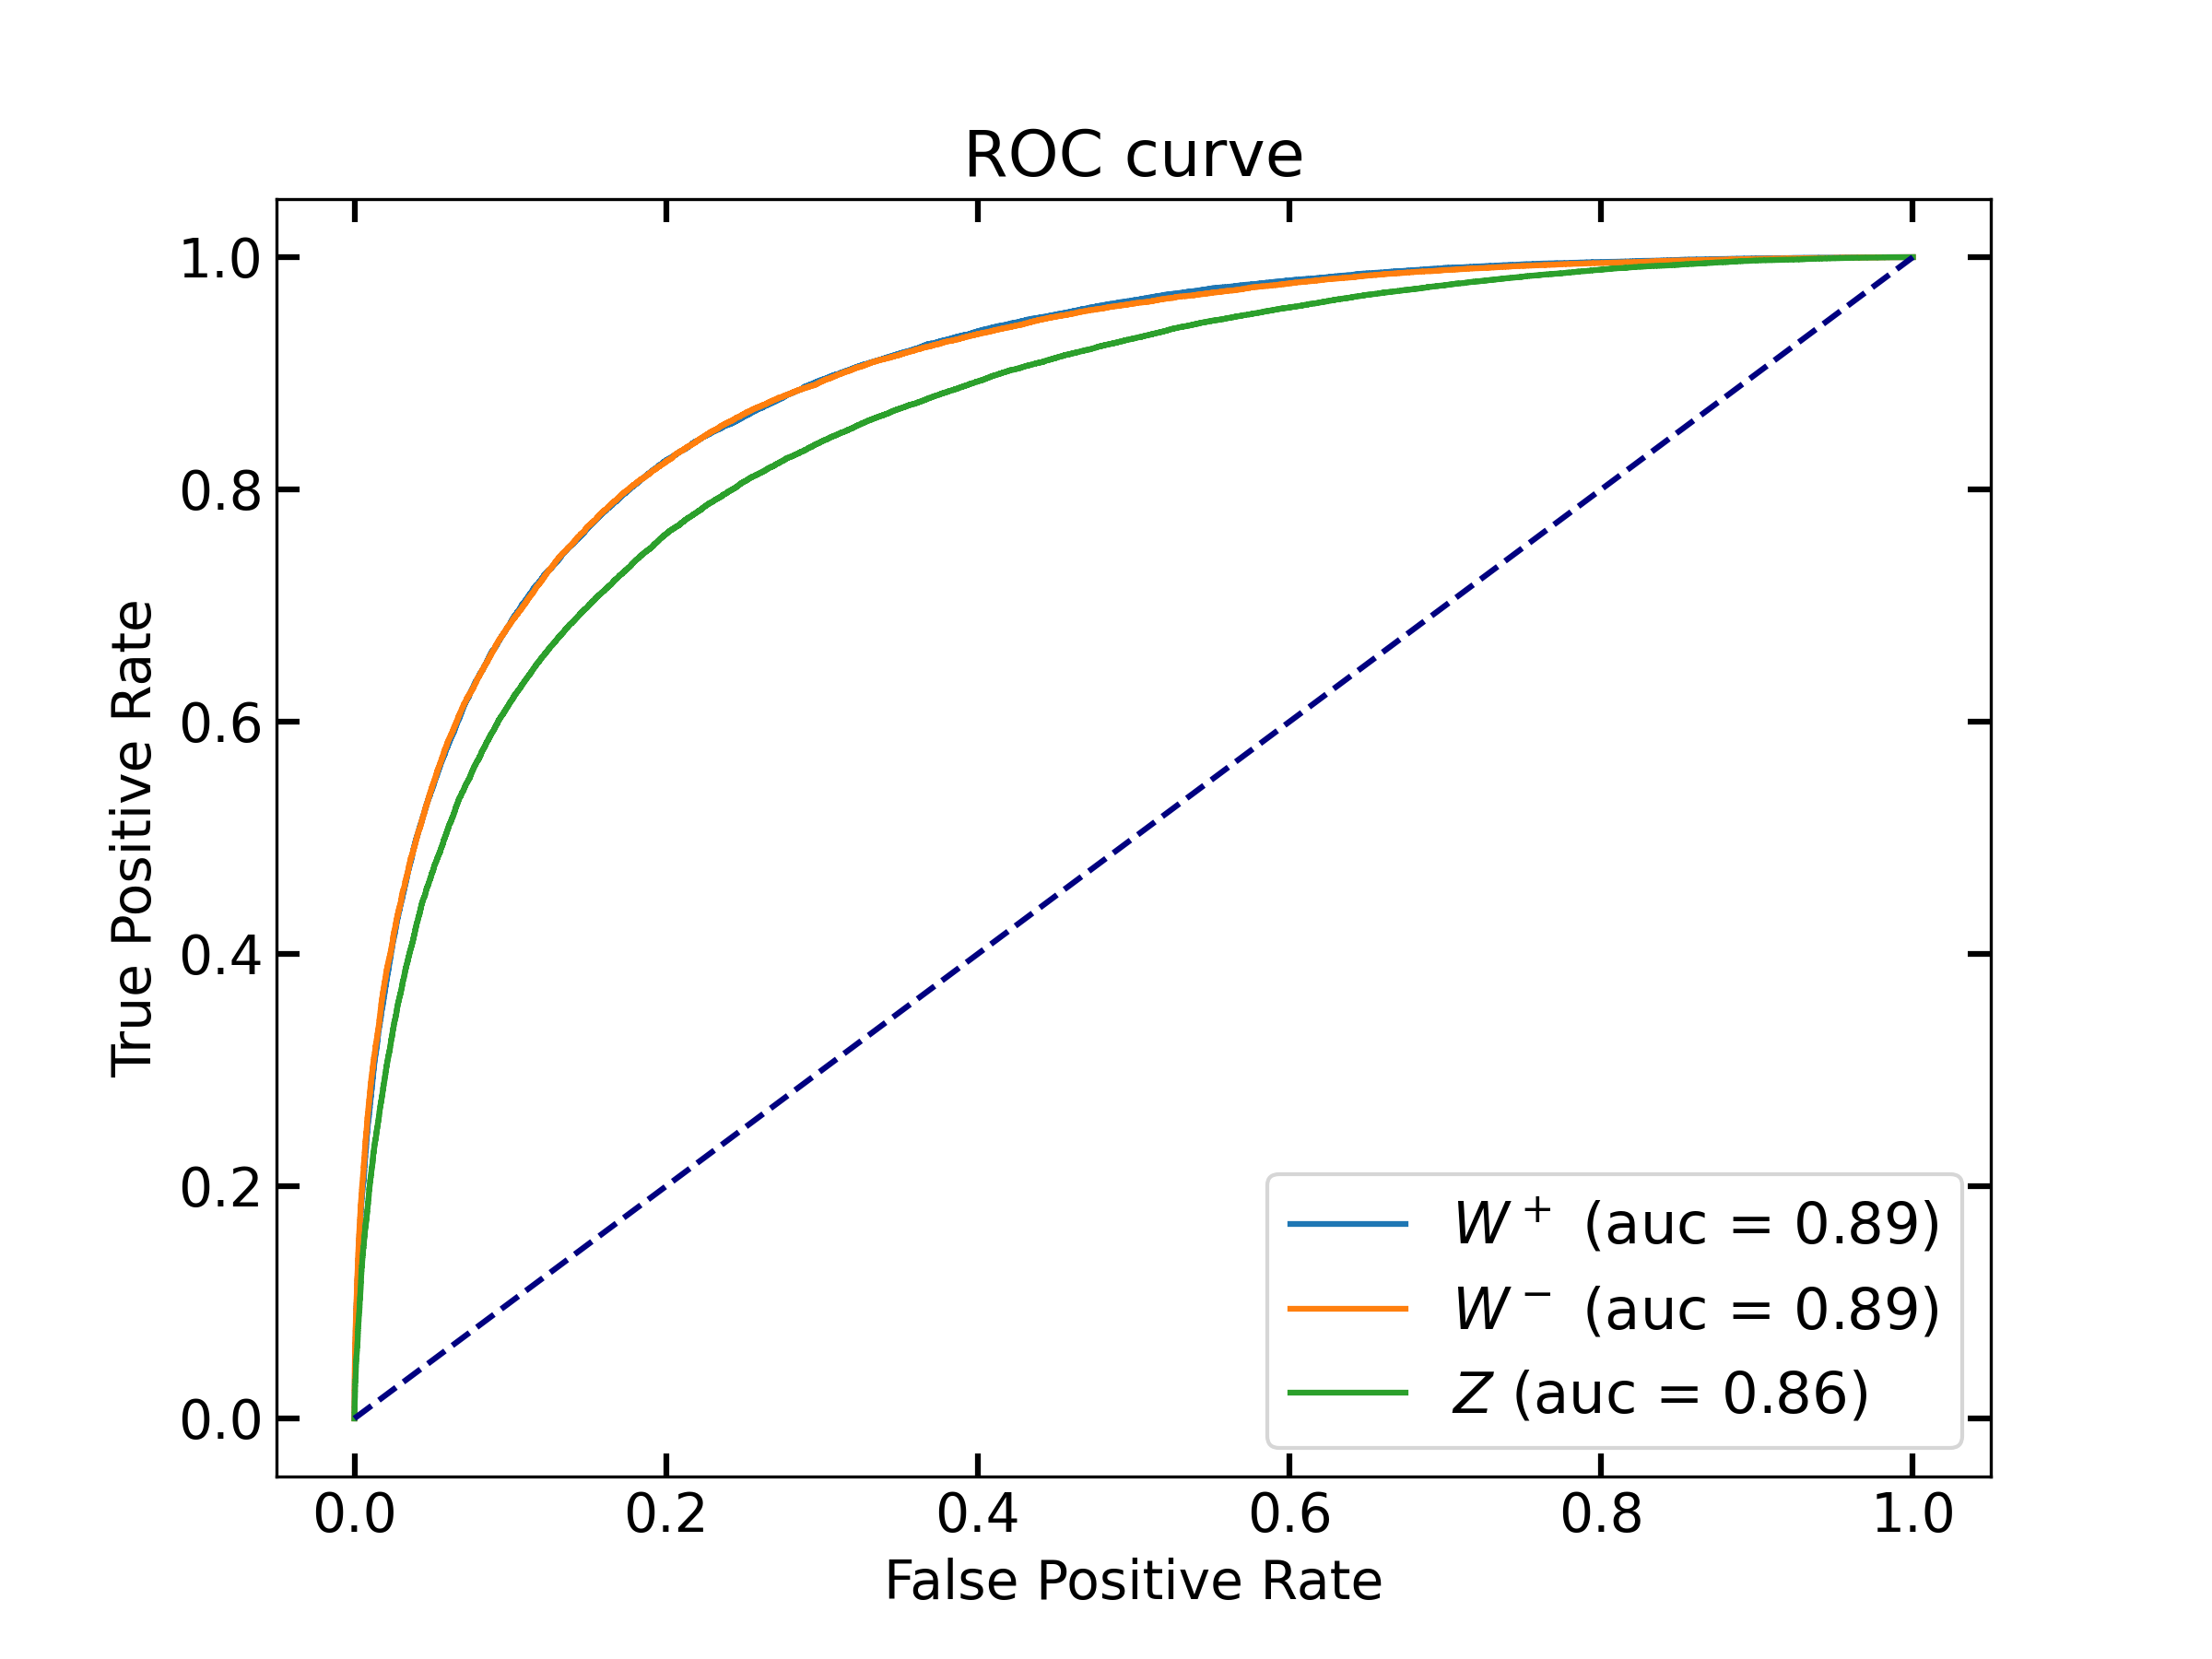 ROC curve
1.0
0.8
0.6
0.4
0.2
0.0
True Positive Rate
W⁺ (auc = 0.89)
W⁻ (auc = 0.89)
Z (auc = 0.86)
0.0 0.2 0.4 0.6 0.8 1.0
False Positive Rate